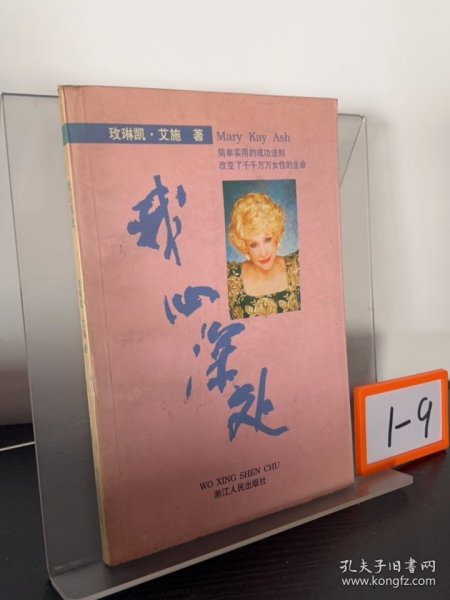 玫琳凯·艾施 著
Mary Kay Ash
简单实用的成功法则
改变了千千万万女性的生命
我心深处
WO XING SHEN CHU
浙江人民出版社
1-9
孔夫子旧书网
www.kongfz.com